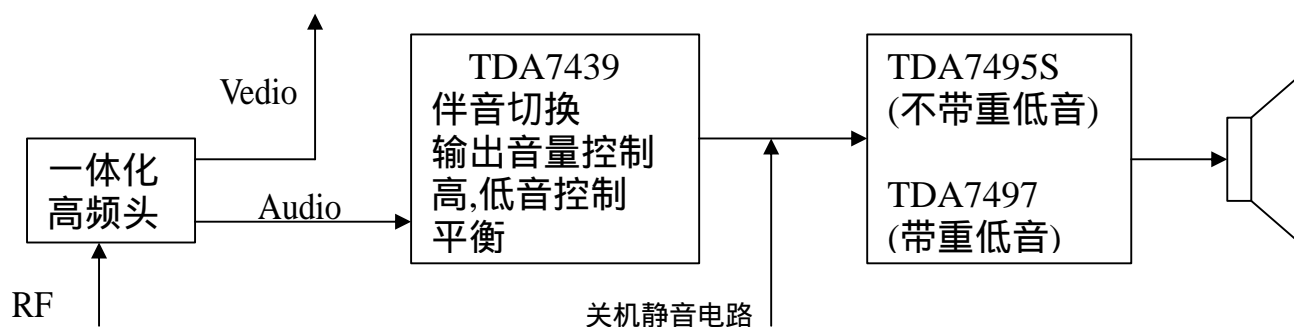 Vedio
一体化
高频头
Audio
RF
TDA7439
伴音切换
输出音量控制
高,低音控制
平衡
关机静音电路
TDA7495S
(不带重低音)
TDA7497
(带重低音)